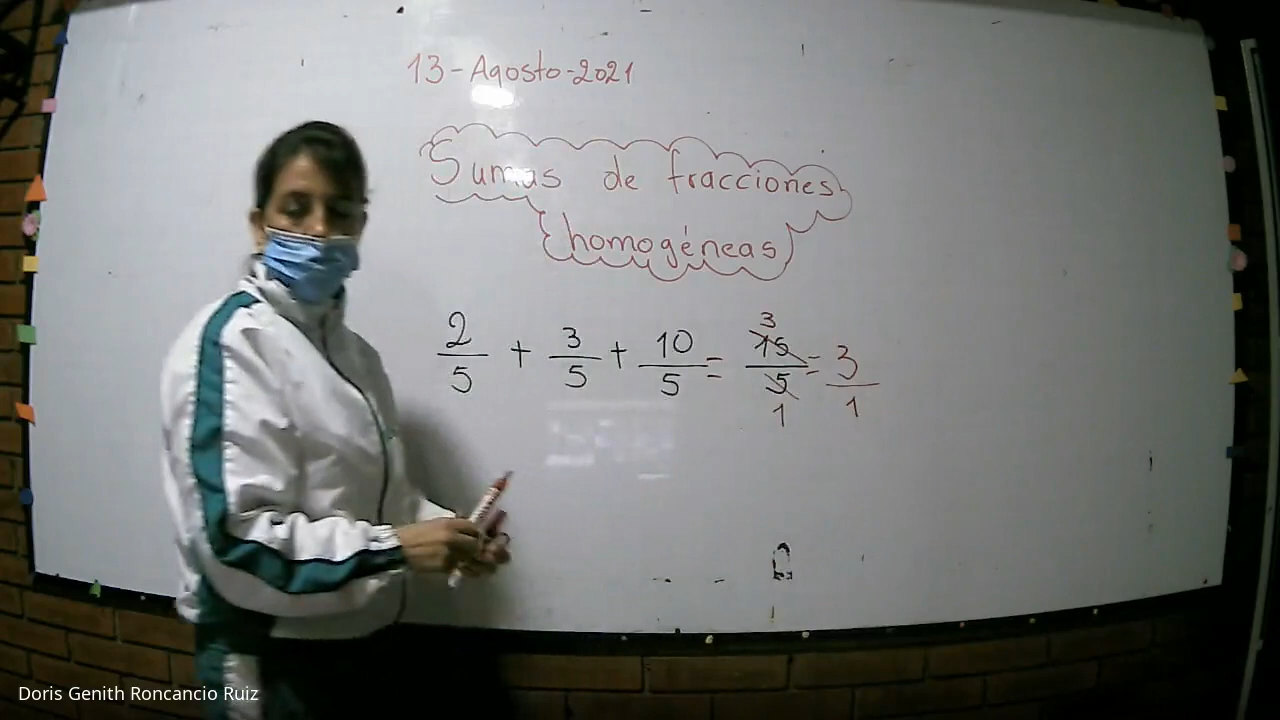 13-Agosto-2021
Sumas de fracciones
homogéneas
2/5 + 3/5 + 10/5 = 15/5 = 3/1
3
1
Doris Genith Roncancio Ruiz